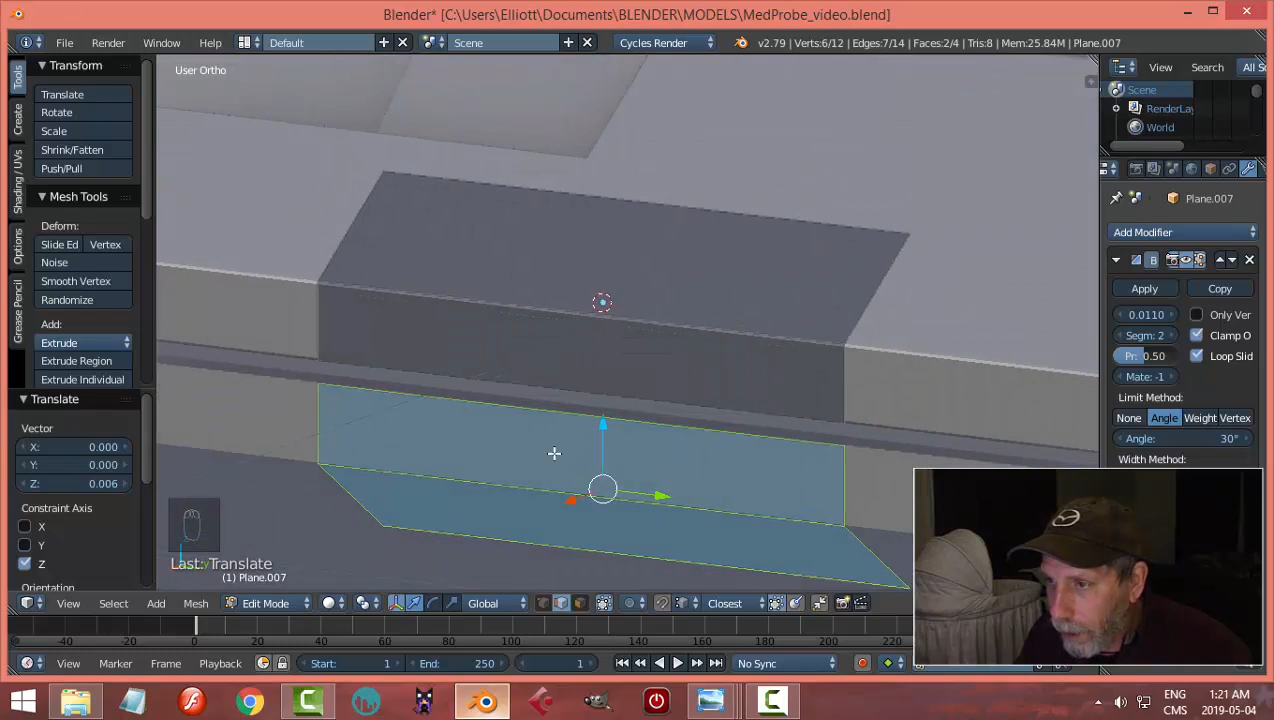 Blender* [C:\Users\Elliott\Documents\BLENDER\MODELS\MedProbe_video.blend]
File Render Window Help Default Scene Cycles Render v2.79 | Verts:6/12 | Edges:7/14 | Faces:2/4 | Tris:8 | Mem:25.84M | Plane.007
Tools
Create
Shading / UVs
Options
Grease Pencil
Transform
Translate
Rotate
Scale
Shrink/Fatten
Push/Pull
Mesh Tools
Deform:
Slide Ed Vertex
Noise
Smooth Vertex
Randomize
Add:
Extrude
Extrude Region
Extrude Individual
Translate
Vector
X: 0.000
Y: 0.000
Z: 0.006
Constraint Axis
X
Y
Z
Orientation
User Ortho
Last: Translate
(1) Plane.007
View Search All S
Scene
RenderLay
World
Plane.007
Add Modifier
B
Apply Copy
0.0110 Only Ver
Segm: 2 Clamp O
Pr: 0.50 Loop Slid
Mate: -1
Limit Method:
None Angle Weight Vertex
Angle: 30°
Width Method:
View Select Add Mesh Edit Mode Global Closest
-40 -20 0 20 40 60 80 100 120 140 160 180 200 220
View Marker Frame Playback Start: 1 End: 250 1 No Sync
ENG 1:21 AM
CMS 2019-05-04